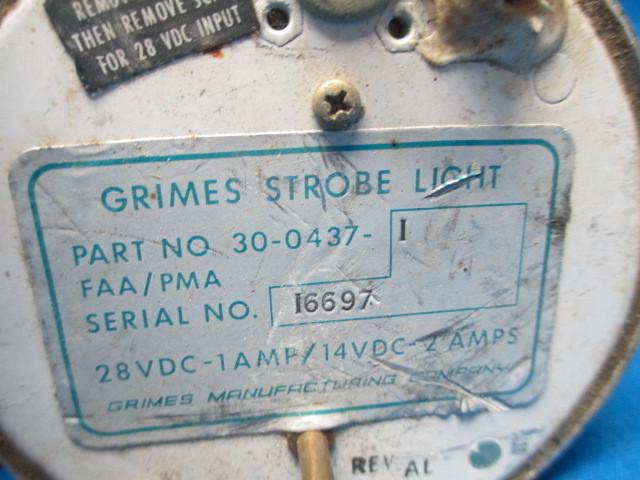 THEN REMOVE
FOR 28 VDC INPUT
GRIMES STROBE LIGHT
PART NO 30-0437- I
FAA/PMA
SERIAL NO. I6697
28VDC-1AMP/14VDC-2 AMPS
GRIMES MANUFACTURING COMPANY
REV AL